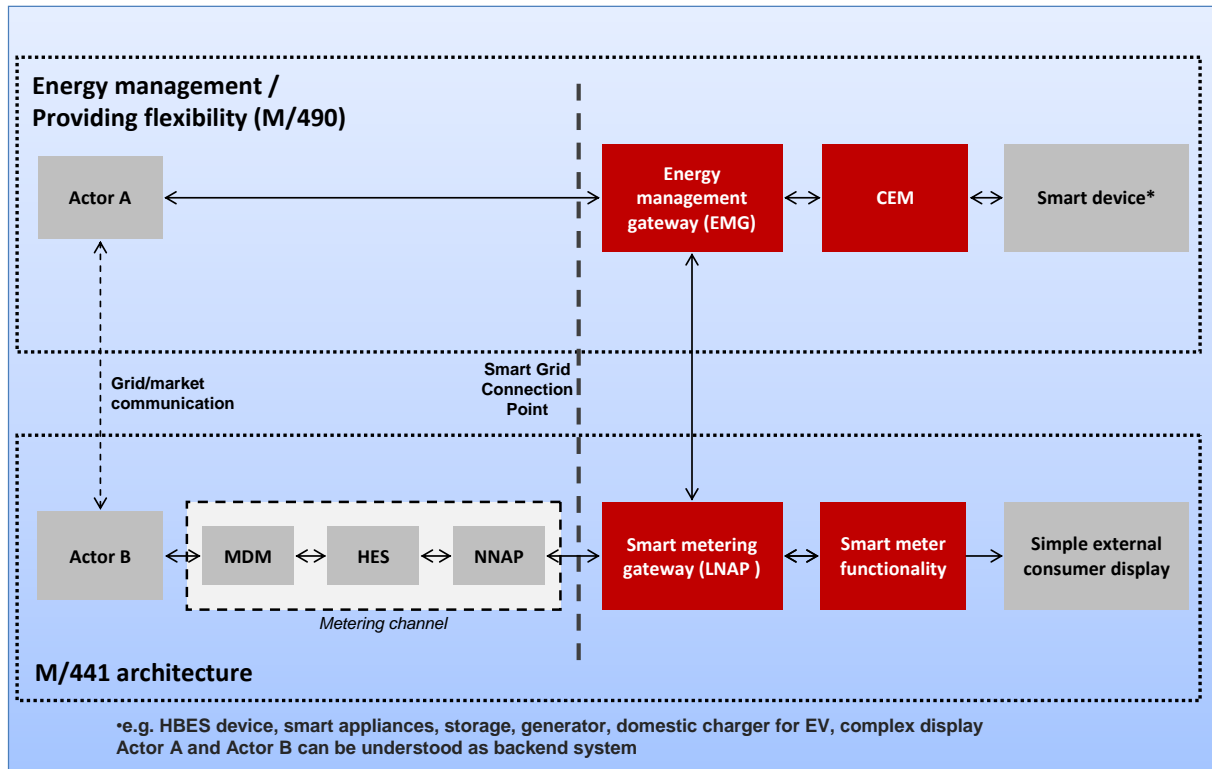 Energy management /
Providing flexibility (M/490)
Actor A
Energy
management
gateway (EMG)
CEM
Smart device*
Grid/market
communication
Smart Grid
Connection
Point
Actor B
MDM
HES
NNAP
Smart metering
gateway (LNAP )
Smart meter
functionality
Simple external
consumer display
Metering channel
M/441 architecture
•e.g. HBES device, smart appliances, storage, generator, domestic charger for EV, complex display
Actor A and Actor B can be understood as backend system